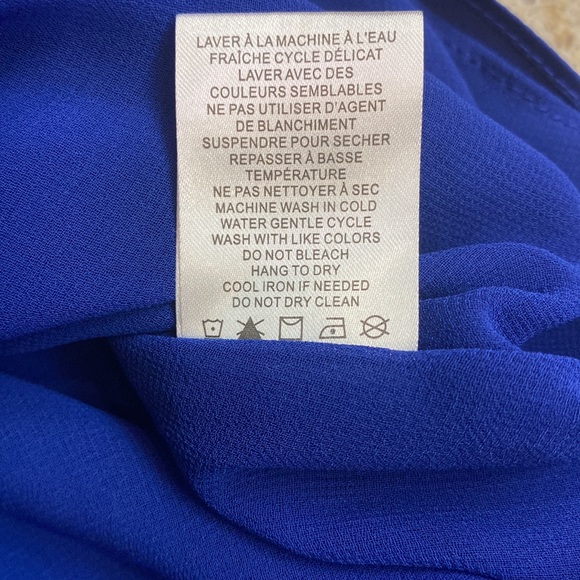 LAVER À LA MACHINE À L'EAU
FRAÎCHE CYCLE DÉLICAT
LAVER AVEC DES
COULEURS SEMBLABLES
NE PAS UTILISER D'AGENT
DE BLANCHIMENT
SUSPENDRE POUR SECHER
REPASSER À BASSE
TEMPÉRATURE
NE PAS NETTOYER À SEC
MACHINE WASH IN COLD
WATER GENTLE CYCLE
WASH WITH LIKE COLORS
DO NOT BLEACH
HANG TO DRY
COOL IRON IF NEEDED
DO NOT DRY CLEAN